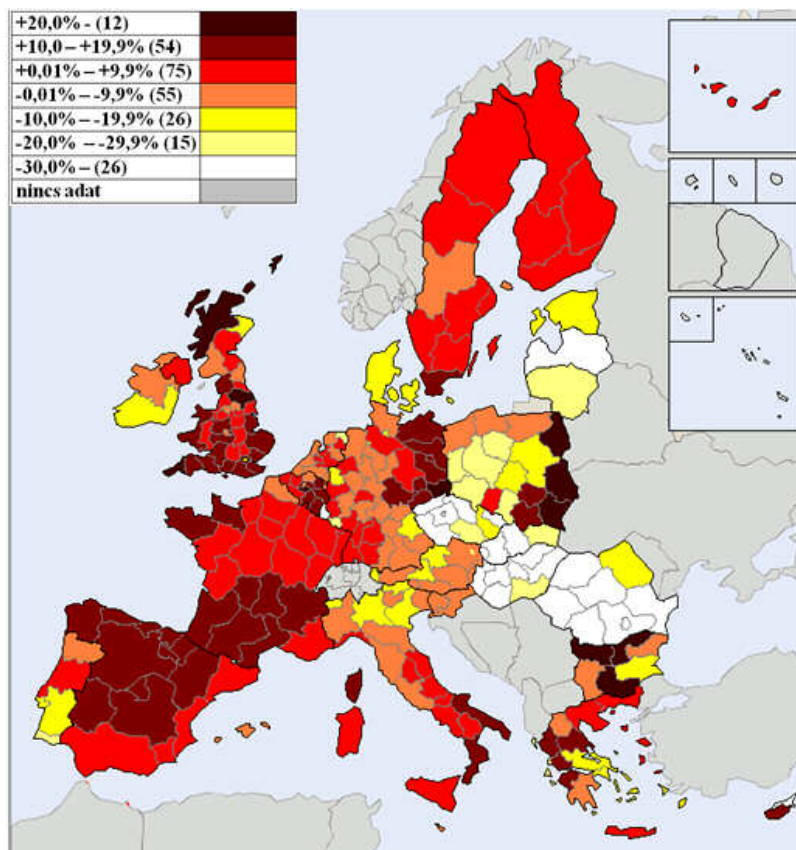 +20,0% - (12)
+10,0 – +19,9% (54)
+0,01% – +9,9% (75)
-0,01% – -9,9% (55)
-10,0% – -19,9% (26)
-20,0% – -29,9% (15)
-30,0% – (26)
nincs adat